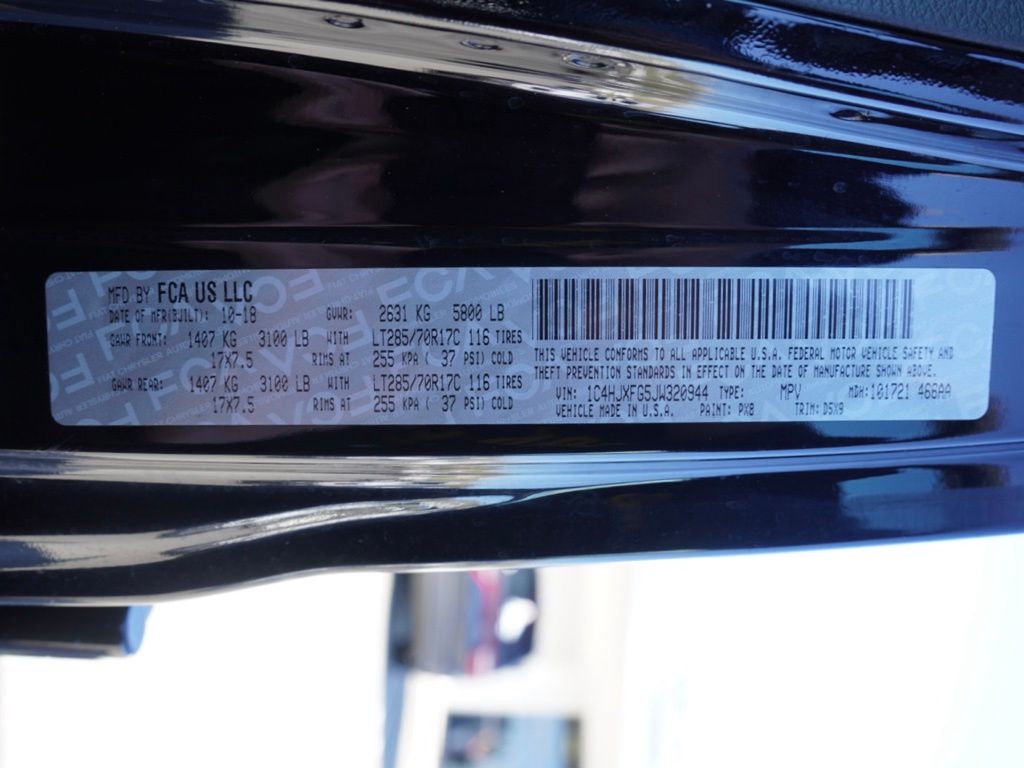 MFD BY FCA US LLC
DATE OF MFR(BUILT): 10-18 GVWR: 2631 KG 5800 LB
GAWR FRONT: 1407 KG 3100 LB WITH LT285/70R17C 116 TIRES
17X7.5 RIMS AT 255 KPA ( 37 PSI) COLD
GAWR REAR: 1407 KG 3100 LB WITH LT285/70R17C 116 TIRES
17X7.5 RIMS AT 255 KPA ( 37 PSI) COLD
THIS VEHICLE CONFORMS TO ALL APPLICABLE U.S.A. FEDERAL MOTOR VEHICLE SAFETY AND
THEFT PREVENTION STANDARDS IN EFFECT ON THE DATE OF MANUFACTURE SHOWN ABOVE.
VIN: 1C4HJXFG5JW320944 TYPE: MPV MDH: 101721 466AA
VEHICLE MADE IN U.S.A. PAINT: PX8 TRIM: D5X9